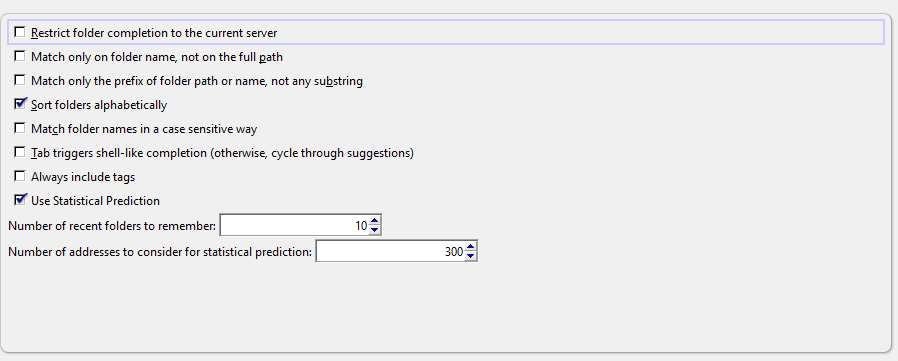 Restrict folder completion to the current server
Match only on folder name, not on the full path
Match only the prefix of folder path or name, not any substring
Sort folders alphabetically
Match folder names in a case sensitive way
Tab triggers shell-like completion (otherwise, cycle through suggestions)
Always include tags
Use Statistical Prediction
Number of recent folders to remember: 10
Number of addresses to consider for statistical prediction: 300